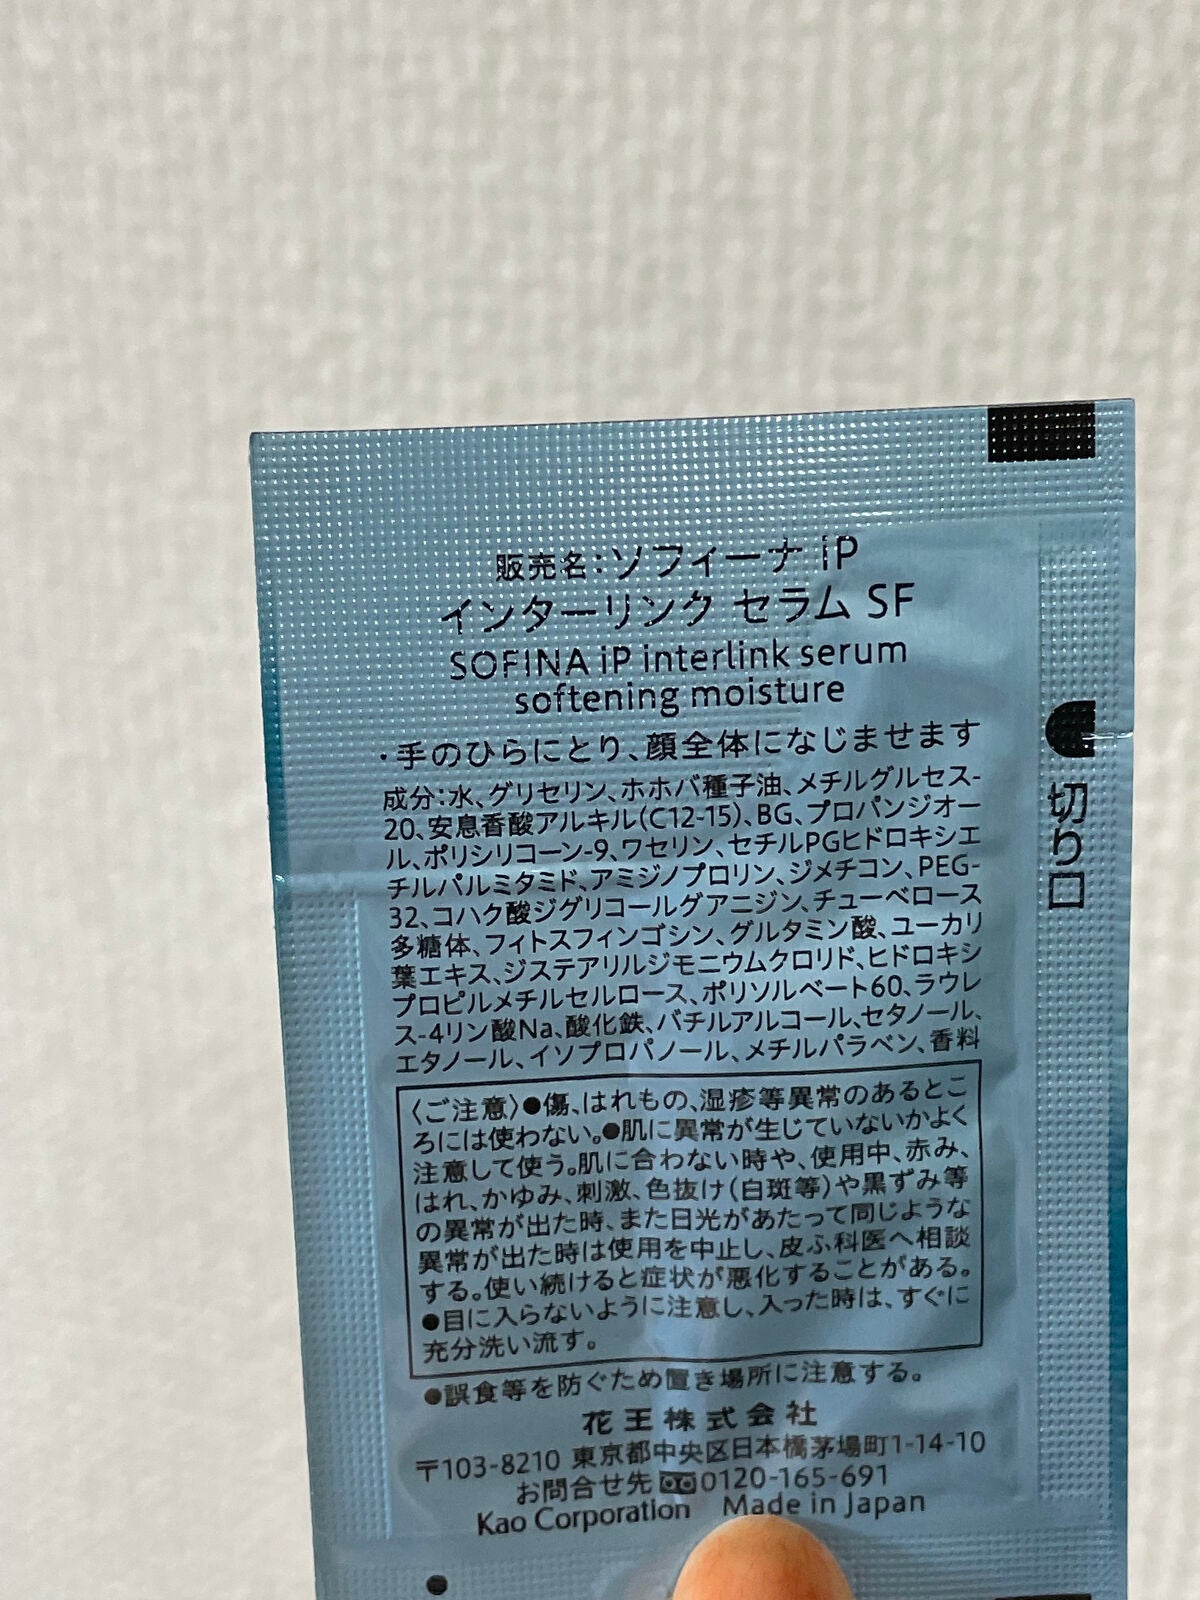 販売名：ソフィーナ iP
インターリンク セラム SF
SOFINA iP interlink serum
softening moisture
・手のひらにとり、顔全体になじませます
成分：水、グリセリン、ホホバ種子油、メチルグルセス-
20、安息香酸アルキル(C12-15)、BG、プロパンジオー
ル、ポリシリコーン-9、ワセリン、セチルPGヒドロキシエ
チルパルミタミド、アミジノプロリン、ジメチコン、PEG-
32、コハク酸ジグリコールグアニジン、チューベロース
多糖体、フィトスフィンゴシン、グルタミン酸、ユーカリ
葉エキス、ジステアリルジモニウムクロリド、ヒドロキシ
プロピルメチルセルロース、ポリソルベート60、ラウレ
ス-4リン酸Na、酸化鉄、バチルアルコール、セタノール、
エタノール、イソプロパノール、メチルパラベン、香料
〈ご注意〉●傷、はれもの、湿疹等異常のあるとこ
ろには使わない。●肌に異常が生じていないかよく
注意して使う。肌に合わない時や、使用中、赤み、
はれ、かゆみ、刺激、色抜け(白斑等)や黒ずみ等
の異常が出た時、また日光があたって同じような
異常が出た時は使用を中止し、皮ふ科医へ相談
する。使い続けると症状が悪化することがある。
●目に入らないように注意し、入った時は、すぐに
充分洗い流す。
●誤食等を防ぐため置き場所に注意する。
花王株式会社
〒103-8210 東京都中央区日本橋茅場町1-14-10
お問合せ先 0120-165-691
Kao Corporation Made in Japan
切り口